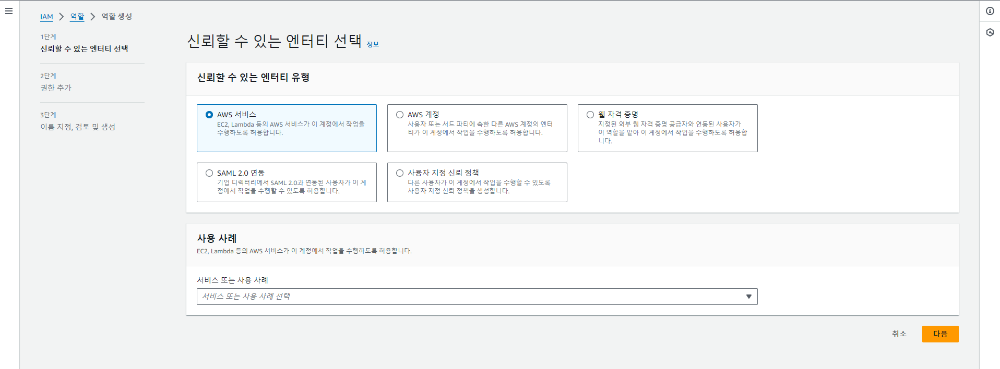 IAM > 역할 > 역할 생성
1단계
신뢰할 수 있는 엔터티 선택
2단계
권한 추가
3단계
이름 지정, 검토 및 생성
신뢰할 수 있는 엔터티 선택 정보
신뢰할 수 있는 엔터티 유형
AWS 서비스
EC2, Lambda 등의 AWS 서비스가 이 계정에서 작업을
수행하도록 허용합니다.
AWS 계정
사용자 또는 서드 파티에 속한 다른 AWS 계정의 엔터
티가 이 계정에서 작업을 수행하도록 허용합니다.
웹 자격 증명
지정된 외부 웹 자격 증명 공급자와 연동된 사용자가
이 역할을 맡아 이 계정에서 작업을 수행하도록 허용합
니다.
SAML 2.0 연동
기업 디렉터리에서 SAML 2.0과 연동된 사용자가 이 계
정에서 작업을 수행할 수 있도록 허용합니다.
사용자 지정 신뢰 정책
다른 사용자가 이 계정에서 작업을 수행할 수 있도록
사용자 지정 신뢰 정책을 생성합니다.
사용 사례
EC2, Lambda 등의 AWS 서비스가 이 계정에서 작업을 수행하도록 허용합니다.
서비스 또는 사용 사례
서비스 또는 사용 사례 선택
취소
다음